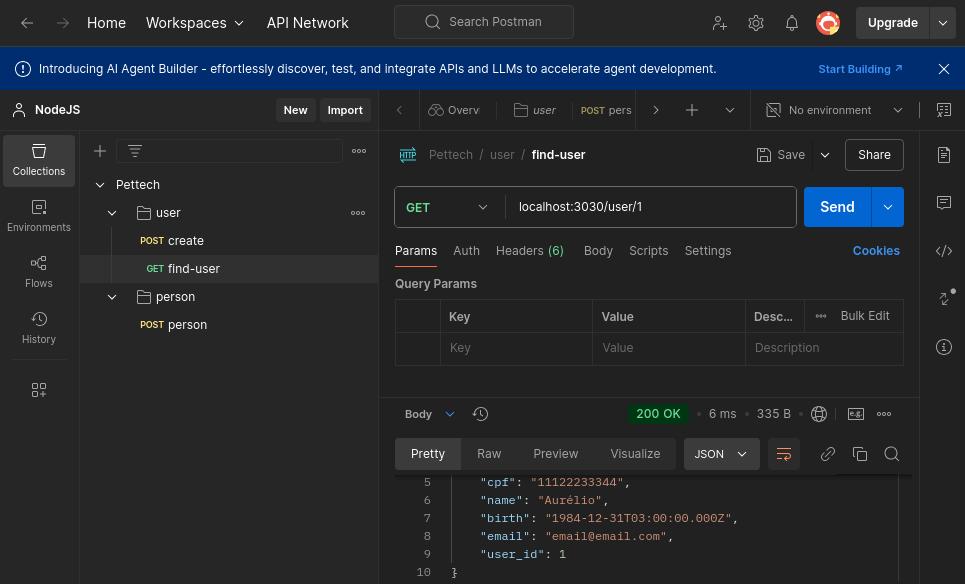 Home Workspaces API Network Search Postman Upgrade
Introducing AI Agent Builder - effortlessly discover, test, and integrate APIs and LLMs to accelerate agent development. Start Building
NodeJS New Import
Overvi user POST pers No environment
Collections
Environments
Flows
History
Pettech
user
POST create
GET find-user
person
POST person
HTTP Pettech / user / find-user Save Share
GET localhost:3030/user/1 Send
Params Auth Headers (6) Body Scripts Settings Cookies
Query Params
Key Value Desc... Bulk Edit
Key Value Description
Body 200 OK • 6 ms • 335 B e.g.
Pretty Raw Preview Visualize JSON
5 "cpf": "11122233344",
6 "name": "Aurélio",
7 "birth": "1984-12-31T03:00:00.000Z",
8 "email": "email@email.com",
9 "user_id": 1
10 }